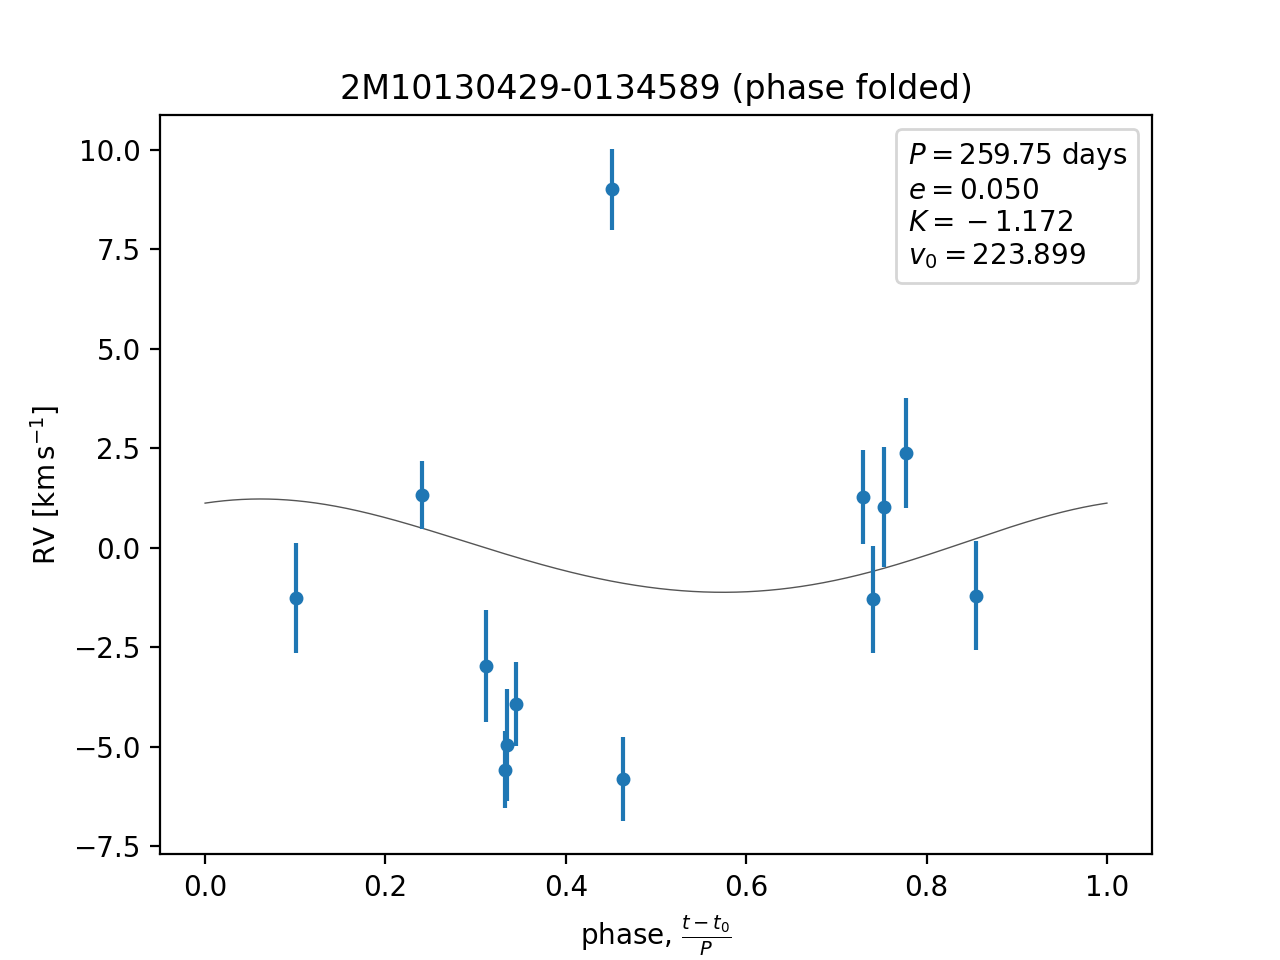 2M10130429-0134589 (phase folded)
P = 259.75 days
e = 0.050
K = −1.172
v₀ = 223.899
10.0
7.5
5.0
2.5
0.0
−2.5
−5.0
−7.5
RV [km s⁻¹]
0.0 0.2 0.4 0.6 0.8 1.0
phase, (t − t₀)/P